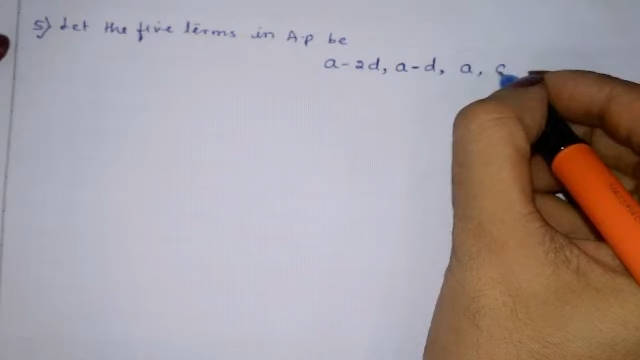 5) Let the five terms in A.P be
a-2d, a-d, a,